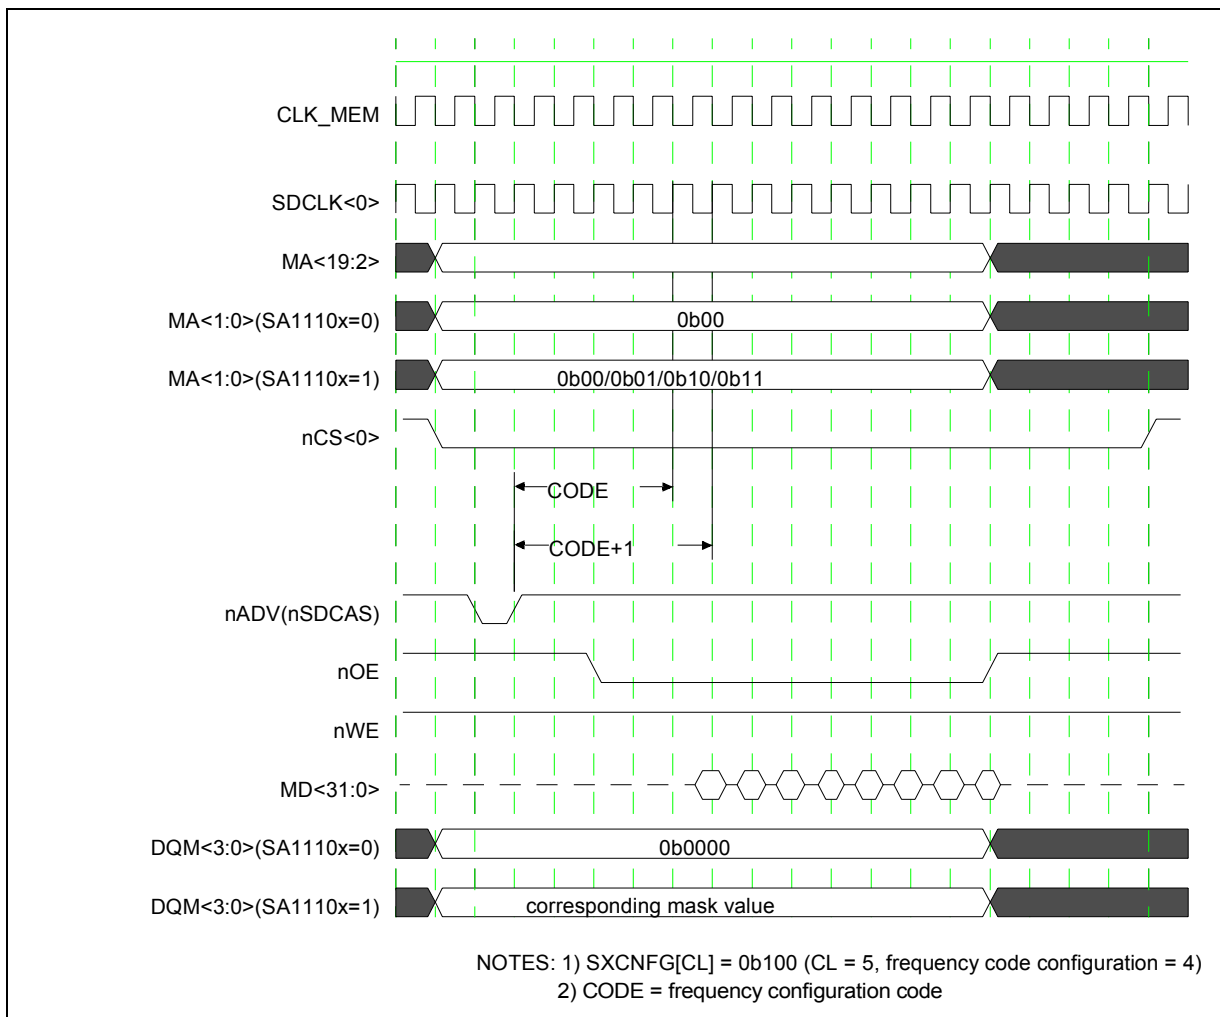 CLK_MEM
SDCLK<0>
MA<19:2>
MA<1:0>(SA1110x=0)
0b00
MA<1:0>(SA1110x=1)
0b00/0b01/0b10/0b11
nCS<0>
CODE
CODE+1
nADV(nSDCAS)
nOE
nWE
MD<31:0>
DQM<3:0>(SA1110x=0)
0b0000
DQM<3:0>(SA1110x=1)
corresponding mask value
NOTES: 1) SXCNFG[CL] = 0b100 (CL = 5, frequency code configuration = 4)
2) CODE = frequency configuration code